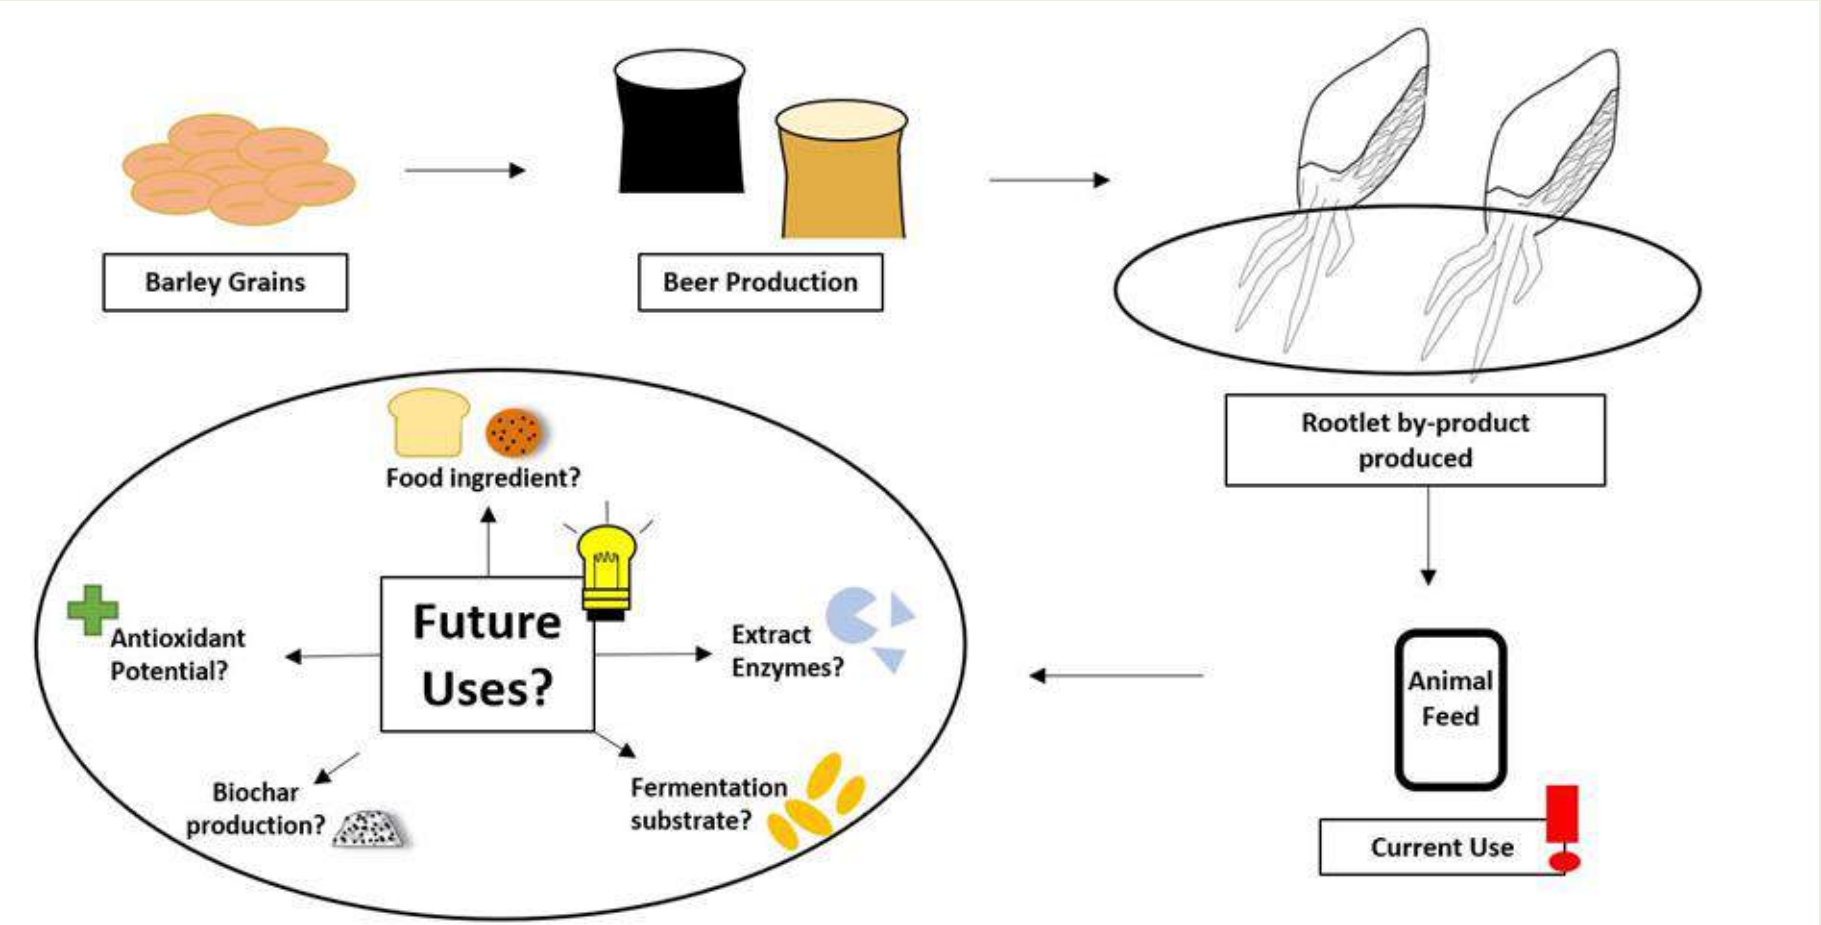 Barley Grains
Beer Production
Rootlet by-product
produced
Animal
Feed
Current Use
Food ingredient?
Future
Uses?
Extract
Enzymes?
Antioxidant
Potential?
Biochar
production?
Fermentation
substrate?